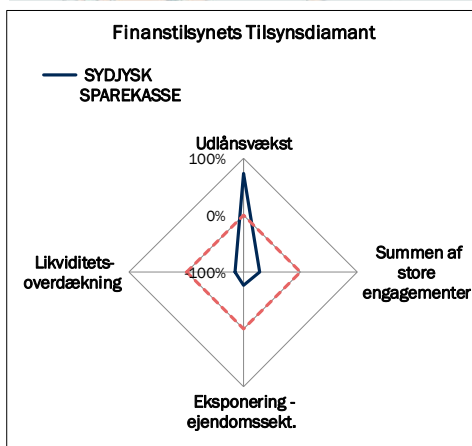 Finanstilsynets Tilsynsdiamant
SYDJYSK
SPAREKASSE
Udlånsvækst
100%
0%
Likviditets-
overdækning
-100%
Summen af
store
engagementer
Eksponering -
ejendomssekt.